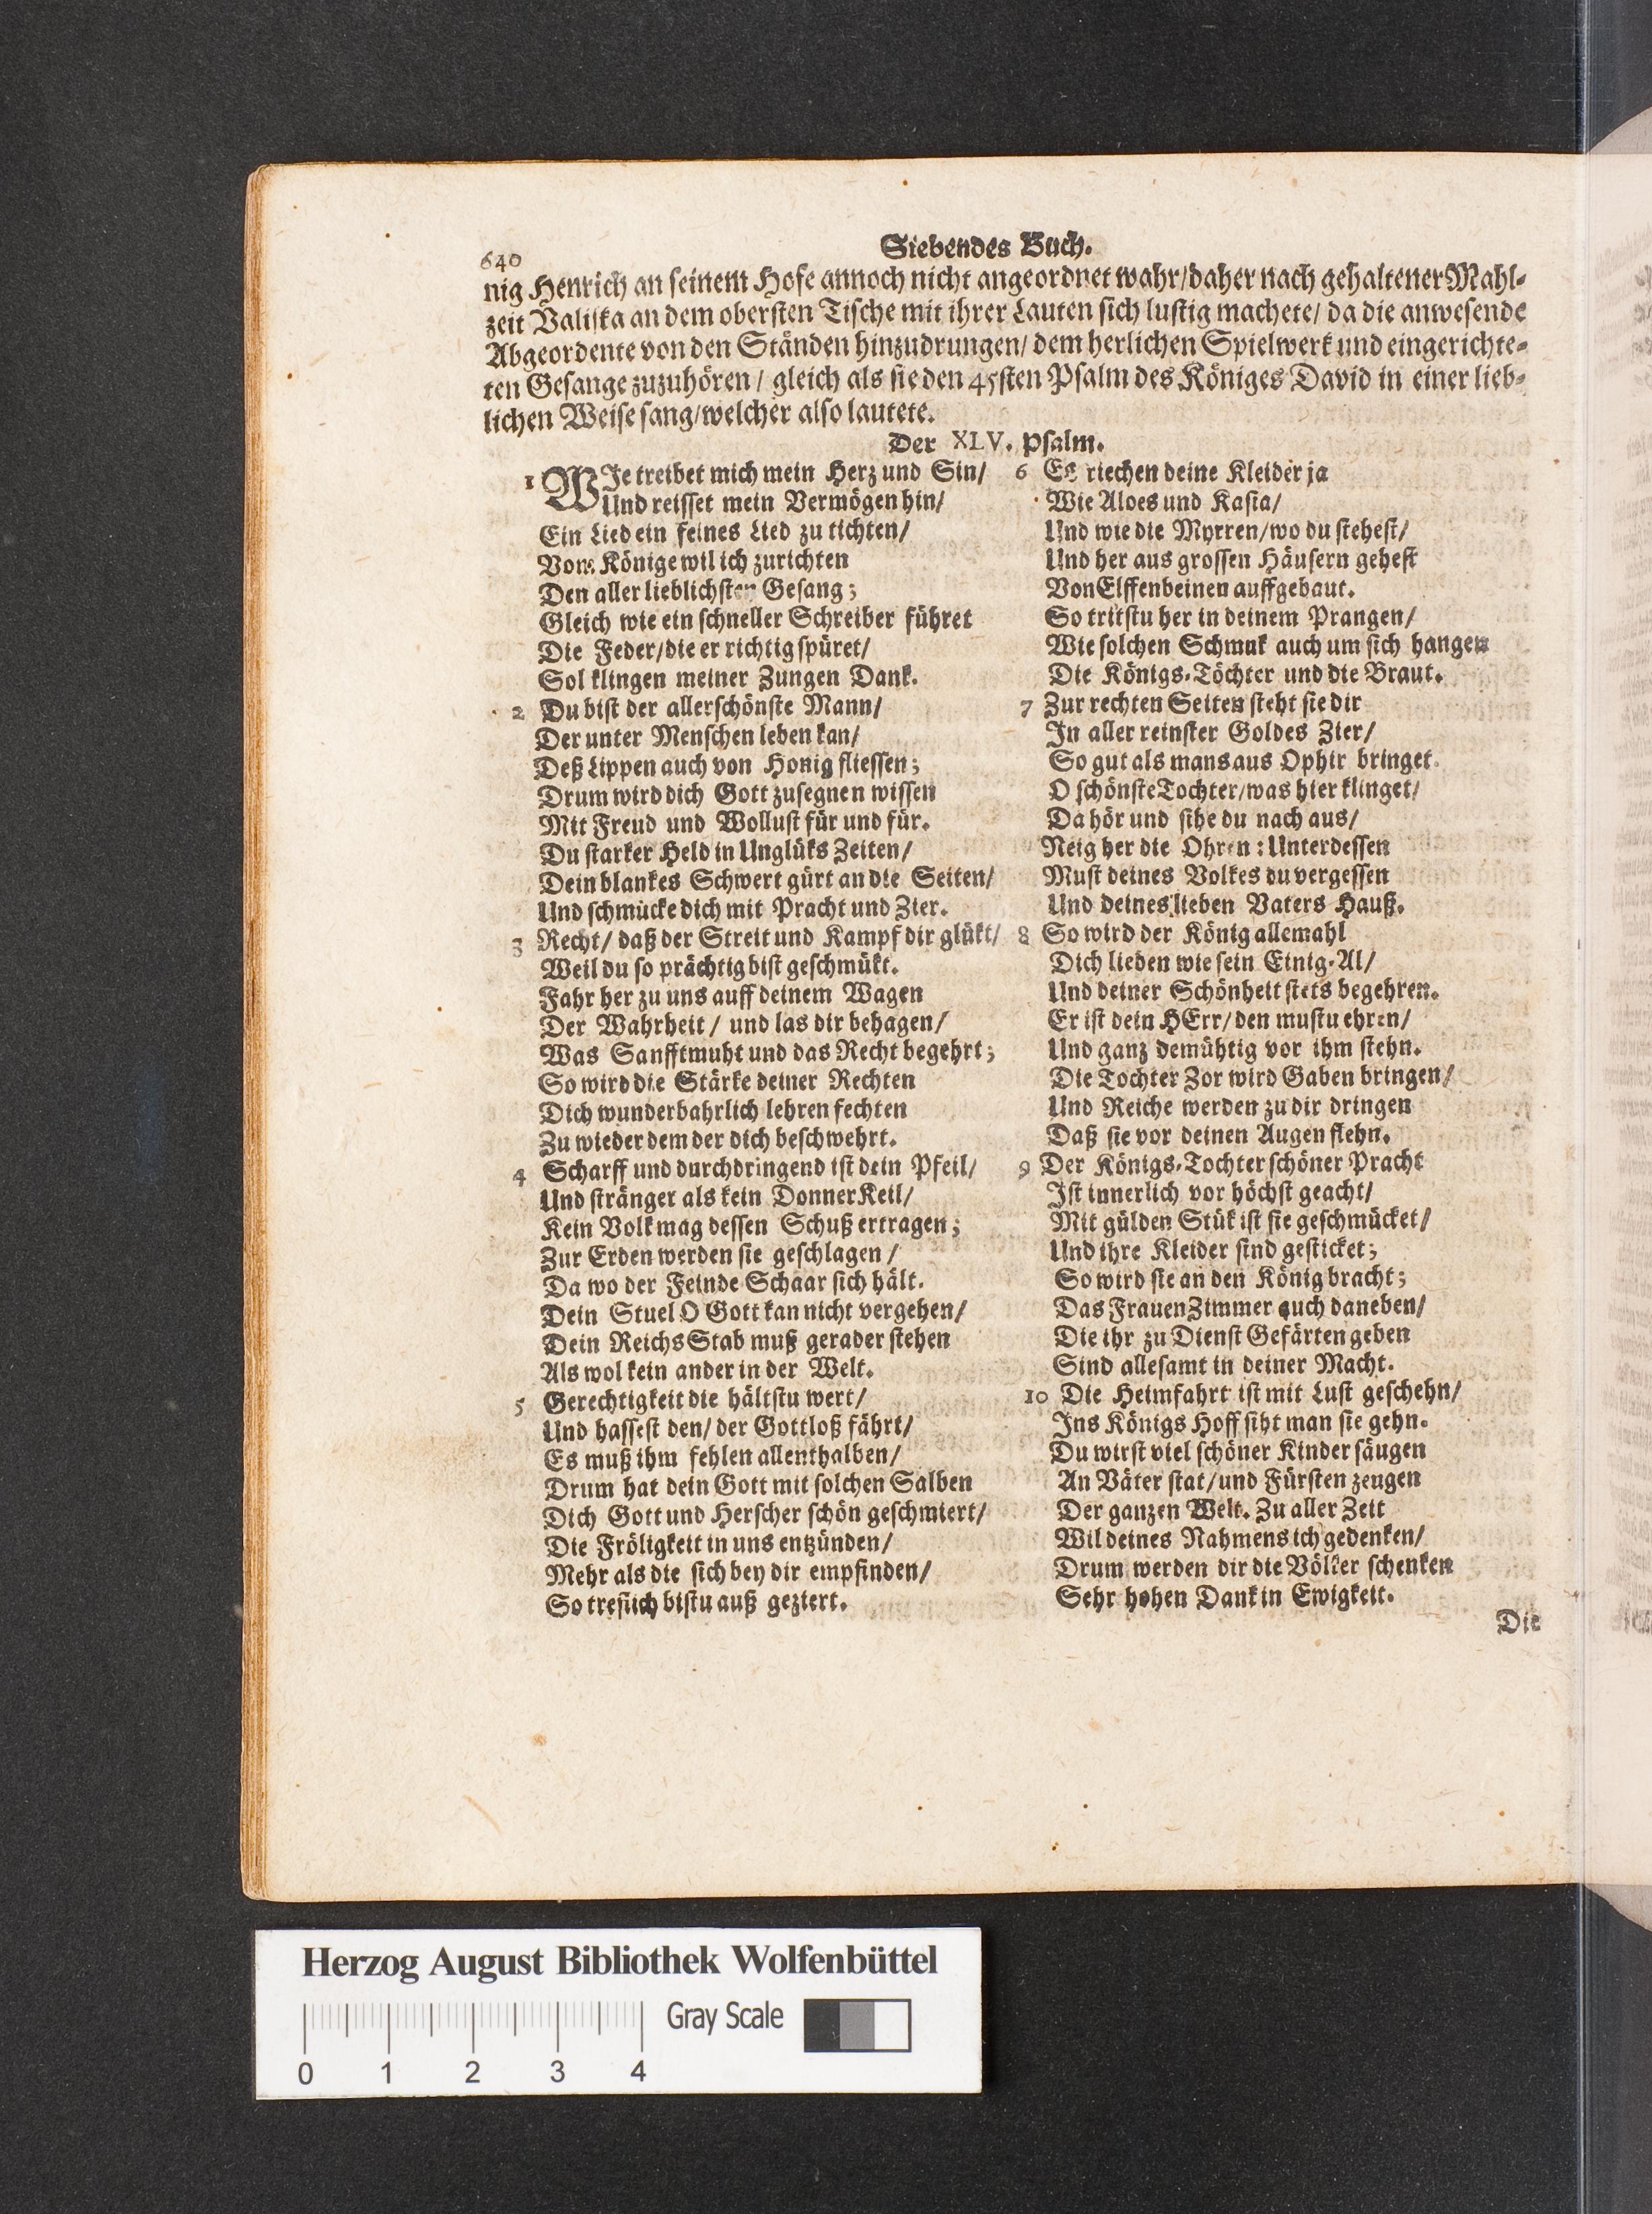 640
Siebendes Buch.
nig Henrich an seinem Hofe annoch nicht angeordnet wahr/daher nach gehaltener Mahl-
zeit Valiska an dem obersten Tische mit ihrer Lauten sich lustig machete/ da die anwesende
Abgeordente von den Ständen hinzudrungen/ dem herlichen Spielwerk und eingerichte-
ten Gesange zuzuhören / gleich als sie den 45sten Psalm des Königes David in einer lieb-
lichen Weise sang/welcher also lautete.
Der XLV. Psalm.
1 WJe treibet mich mein Herz und Sin/
Und reisset mein Vermögen hin/
Ein Lied ein feines Lied zu tichten/
Vom Könige wil ich zurichten
Den aller lieblichsten Gesang;
Gleich wie ein schneller Schreiber führet
Die Feder/die er richtig spüret/
Sol klingen meiner Zungen Dank.
2 Du bist der allerschönste Mann/
Der unter Menschen leben kan/
Deß Lippen auch von Honig fliessen;
Drum wird dich Gott zusegnen wissen
Mit Freud und Wollust für und für.
Du starker Held in Unglüks Zeiten/
Dein blankes Schwert gürt an die Seiten/
Und schmücke dich mit Pracht und Zier.
3 Recht/ daß der Streit und Kampf dir glükt/
Weil du so prächtig bist geschmükt.
Fahr her zu uns auff deinem Wagen
Der Wahrheit / und las dir behagen/
Was Sanfftmuht und das Recht begehrt;
So wird die Stärke deiner Rechten
Dich wunderbahrlich lehren fechten
Zu wieder dem der dich beschwehrt.
4 Scharff und durchdringend ist dein Pfeil/
Und stränger als kein DonnerKeil/
Kein Volk mag dessen Schuß ertragen;
Zur Erden werden sie geschlagen /
Da wo der Feinde Schaar sich hält.
Dein Stuel O Gott kan nicht vergehen/
Dein ReichsStab muß gerader stehen
Als wol kein ander in der Welt.
5 Gerechtigkeit die hältstu wert/
Und hassest den/ der Gottloß fährt/
Es muß ihm fehlen allenthalben/
Drum hat dein Gott mit solchen Salben
Dich Gott und Herscher schön geschmiert/
Die Fröligkeit in uns entzünden/
Mehr als die sich bey dir empfinden/
So treflich bistu auß geziert.
6 Es riechen deine Kleider ja
Wie Aloes und Kasia/
Und wie die Myrren/wo du stehest/
Und her aus grossen Häusern gehest
Von Elffenbeinen auffgebaut.
So tritstu her in deinem Prangen/
Wie solchen Schmuk auch um sich hangen
Die Königs-Töchter und die Braut.
7 Zur rechten Seiten steht sie dir
In aller reinster Goldes Zier/
So gut als mans aus Ophir bringet.
O schönste Tochter/was hier klinget/
Da hör und sihe du nach aus/
Neig her die Ohren: Unterdessen
Must deines Volkes du vergessen
Und deines lieben Vaters Hauß.
8 So wird der König allemahl
Dich lieben wie sein Einig-Al/
Und deiner Schönheit stets begehren.
Er ist dein HErr/den mustu ehren/
Und ganz demühtig vor ihm stehn.
Die Tochter Zor wird Gaben bringen/
Und Reiche werden zu dir dringen
Daß sie vor deinen Augen flehn.
9 Der Königs-Tochter schöner Pracht
Ist innerlich vor höchst geacht/
Mit gülden Stük ist sie geschmücket/
Und ihre Kleider sind gesticket;
So wird sie an den König bracht;
Das FrauenZimmer auch daneben/
Die ihr zu Dienst Gefärten geben
Sind allesamt in deiner Macht.
10 Die Heimfahrt ist mit Lust geschehn/
Ins Königs Hoff siht man sie gehn.
Du wirst viel schöner Kinder säugen
An Väter stat/und Fürsten zeugen
Der ganzen Welt. Zu aller Zeit
Wil deines Nahmens ich gedenken/
Drum werden dir die Völker schenken
Sehr hohen Dank in Ewigkeit.
Die
Herzog August Bibliothek Wolfenbüttel
Gray Scale
0 1 2 3 4